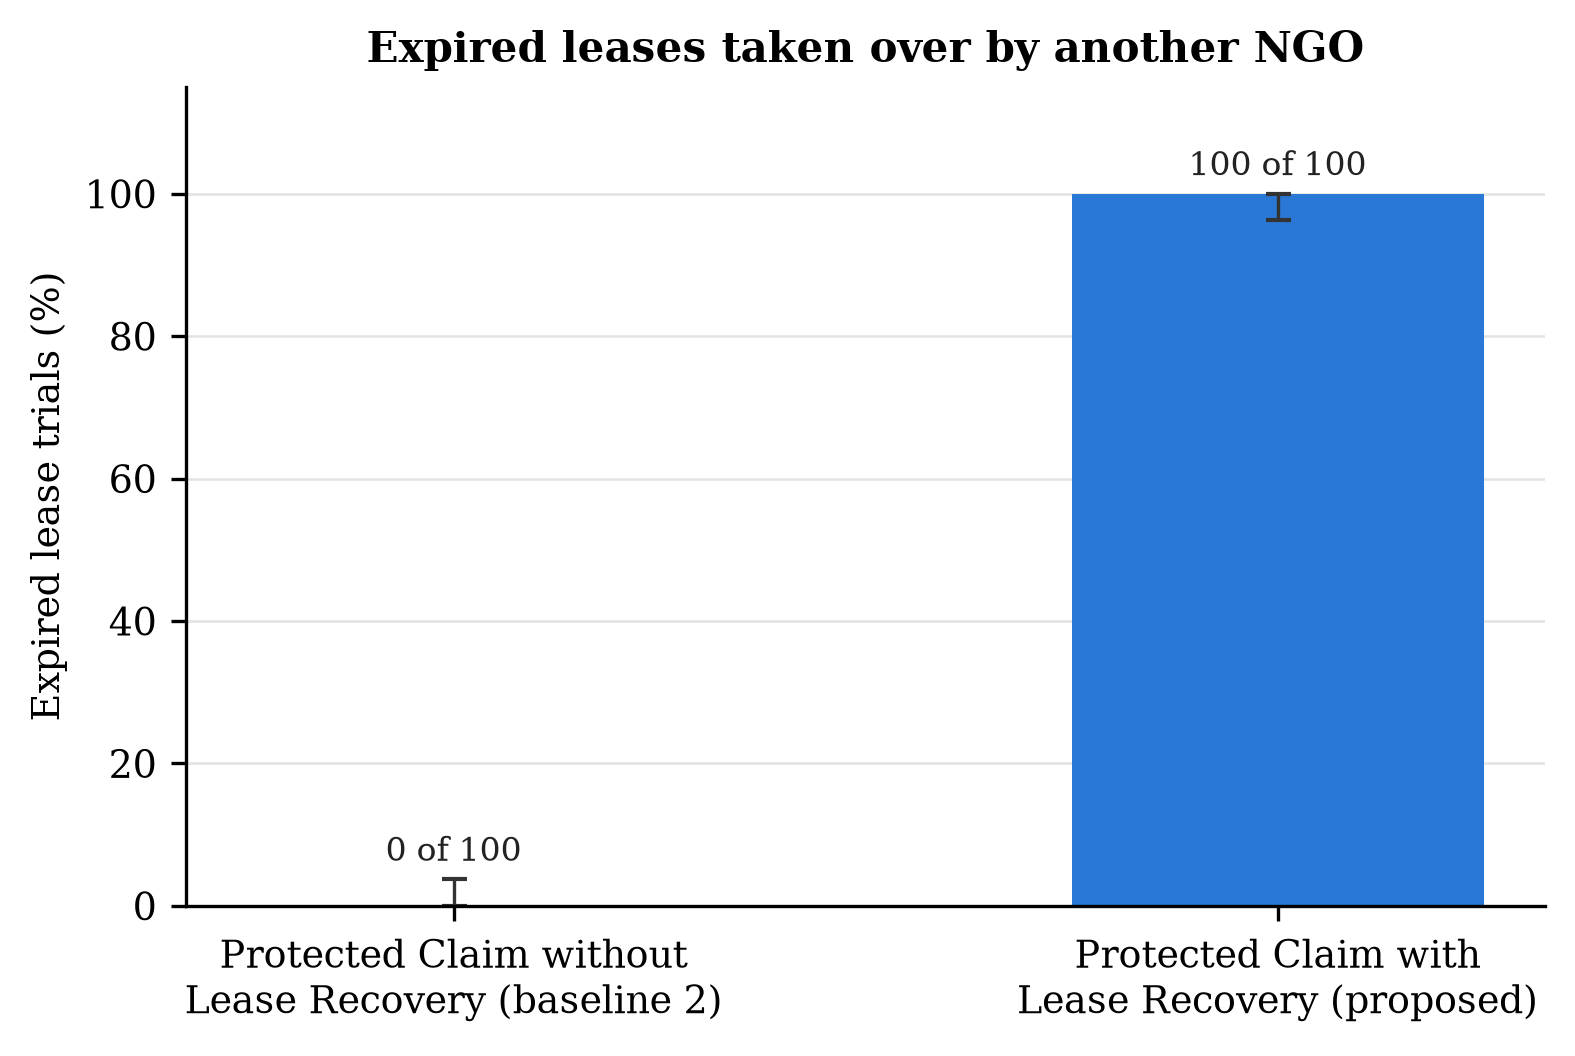 Expired leases taken over by another NGO
Expired lease trials (%)
100
80
60
40
20
0
100 of 100
0 of 100
Protected Claim without
Lease Recovery (baseline 2)
Protected Claim with
Lease Recovery (proposed)